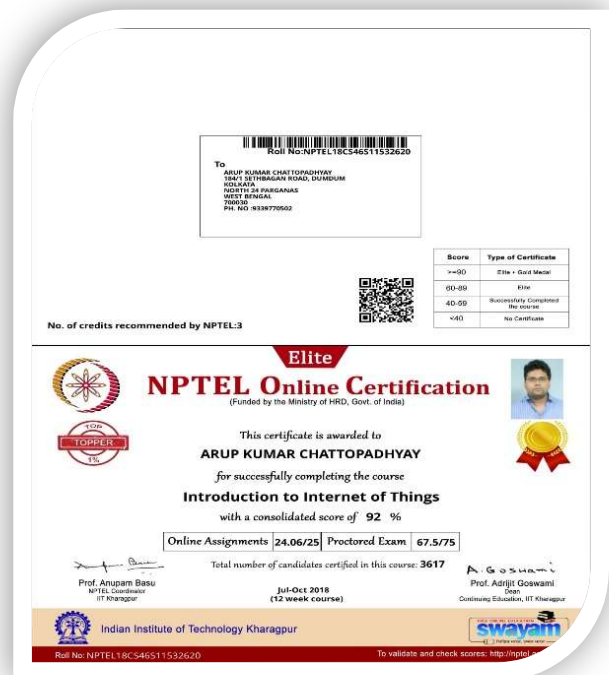 Roll No:NPTEL18CS46S11532620
To
ARUP KUMAR CHATTOPADHYAY
184/1 SETHBAGAN ROAD, DUMDUM
KOLKATA
NORTH 24 PARGANAS
WEST BENGAL
700030
PH. NO :9339770502
Score Type of Certificate
>=90 Elite + Gold Medal
60-89 Elite
40-59 Successfully Completed the course
<40 No Certificate
No. of credits recommended by NPTEL:3
Elite
NPTEL Online Certification
(Funded by the Ministry of HRD, Govt. of India)
TOP
TOPPER
1%
This certificate is awarded to
ARUP KUMAR CHATTOPADHYAY
for successfully completing the course
Introduction to Internet of Things
with a consolidated score of 92 %
Online Assignments 24.06/25 Proctored Exam 67.5/75
Total number of candidates certified in this course: 3617
A. Goswami
Prof. Anupam Basu
NPTEL Coordinator
IIT Kharagpur
Jul-Oct 2018
(12 week course)
Prof. Adrijit Goswami
Dean
Continuing Education, IIT Kharagpur
Indian Institute of Technology Kharagpur
FREE ONLINE EDUCATION
swayam
Roll No: NPTEL18CS46S11532620
To validate and check scores: http://nptel.a